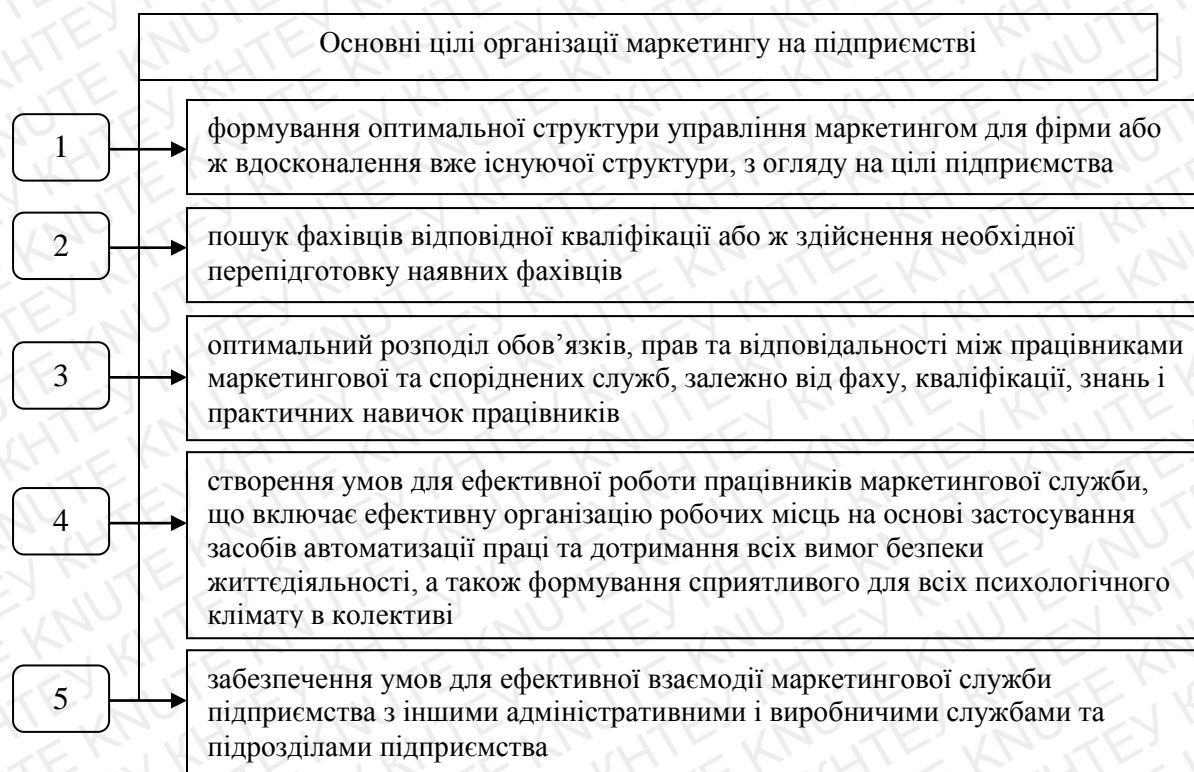 Основні цілі організації маркетингу на підприємстві
1
формування оптимальної структури управління маркетингом для фірми або
ж вдосконалення вже існуючої структури, з огляду на цілі підприємства
2
пошук фахівців відповідної кваліфікації або ж здійснення необхідної
перепідготовку наявних фахівців
3
оптимальний розподіл обов’язків, прав та відповідальності між працівниками
маркетингової та споріднених служб, залежно від фаху, кваліфікації, знань і
практичних навичок працівників
4
створення умов для ефективної роботи працівників маркетингової служби,
що включає ефективну організацію робочих місць на основі застосування
засобів автоматизації праці та дотримання всіх вимог безпеки
життєдіяльності, а також формування сприятливого для всіх психологічного
клімату в колективі
5
забезпечення умов для ефективної взаємодії маркетингової служби
підприємства з іншими адміністративними і виробничими службами та
підрозділами підприємства